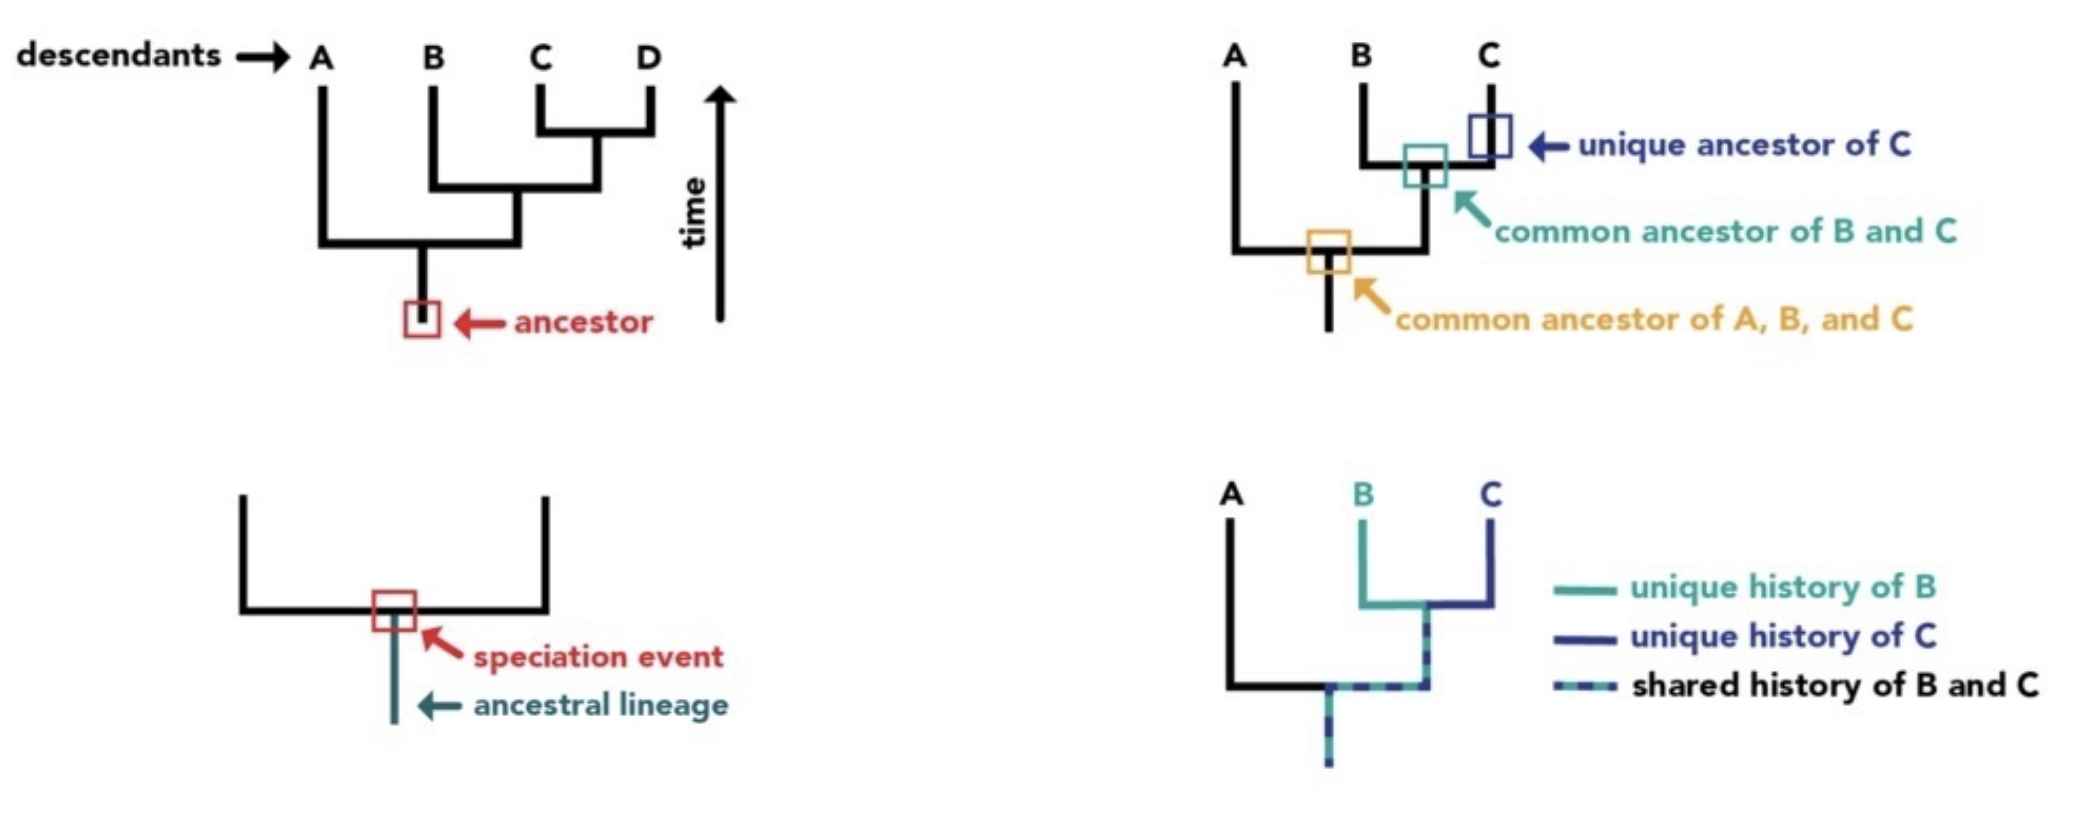 descendants A B C D
time
ancestor
A B C
unique ancestor of C
common ancestor of B and C
common ancestor of A, B, and C
speciation event
ancestral lineage
A B C
unique history of B
unique history of C
shared history of B and C